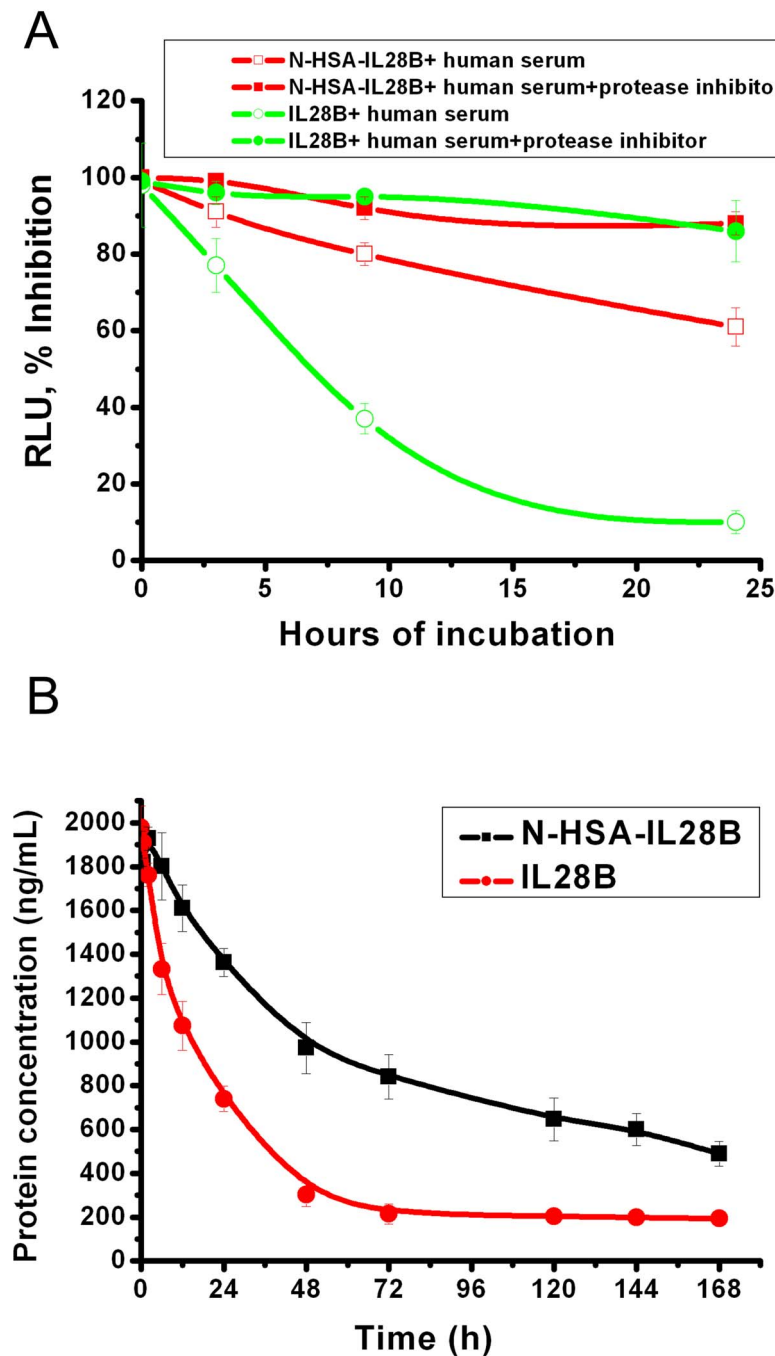 A
N-HSA-IL28B+ human serum
N-HSA-IL28B+ human serum+protease inhibito
IL28B+ human serum
IL28B+ human serum+protease inhibitor
120
100
80
60
40
20
0
RLU, % Inhibition
0 5 10 15 20 25
Hours of incubation
B
N-HSA-IL28B
IL28B
2000
1800
1600
1400
1200
1000
800
600
400
200
0
Protein concentration (ng/mL)
0 24 48 72 96 120 144 168
Time (h)